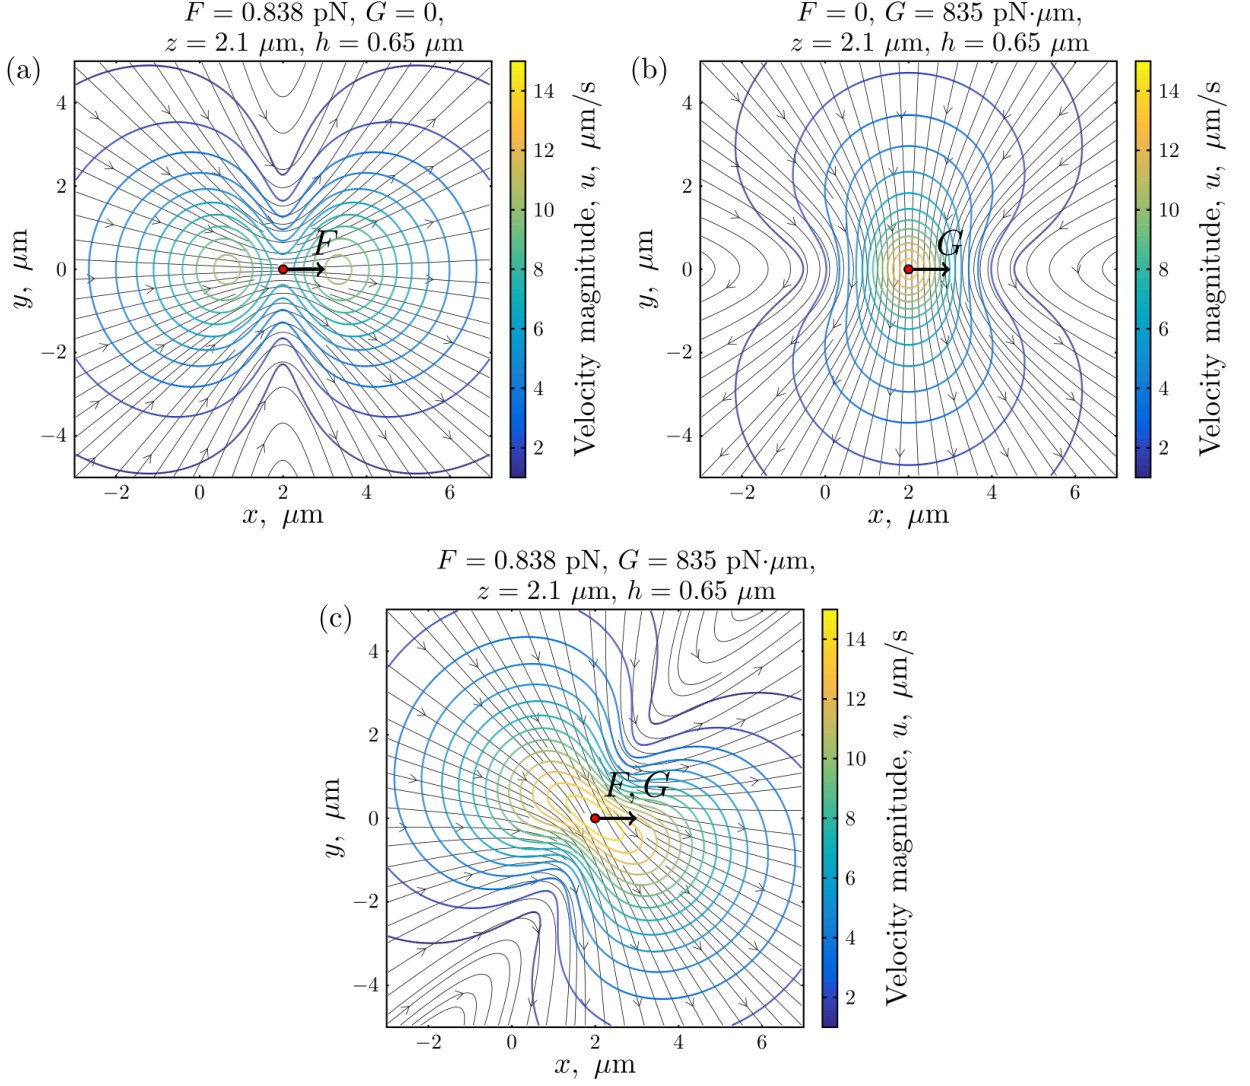 F = 0.838 pN, G = 0,
z = 2.1 μm, h = 0.65 μm
(a)
4
2
0
−2
−4
y, μm
F
−2 0 2 4 6
x, μm
14
12
10
8
6
4
2
Velocity magnitude, u, μm/s
F = 0, G = 835 pN·μm,
z = 2.1 μm, h = 0.65 μm
(b)
4
2
0
−2
−4
y, μm
G
−2 0 2 4 6
x, μm
14
12
10
8
6
4
2
Velocity magnitude, u, μm/s
F = 0.838 pN, G = 835 pN·μm,
z = 2.1 μm, h = 0.65 μm
(c)
4
2
0
−2
−4
y, μm
F, G
−2 0 2 4 6
x, μm
14
12
10
8
6
4
2
Velocity magnitude, u, μm/s